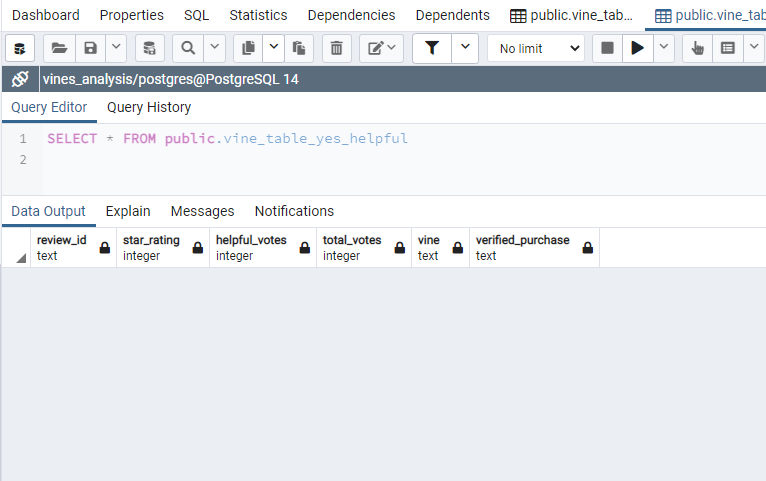 Dashboard Properties SQL Statistics Dependencies Dependents public.vine_tab... public.vine_tab
No limit
vines_analysis/postgres@PostgreSQL 14
Query Editor Query History
1 SELECT * FROM public.vine_table_yes_helpful
2
Data Output Explain Messages Notifications
review_id star_rating helpful_votes total_votes vine verified_purchase
text integer integer integer text text